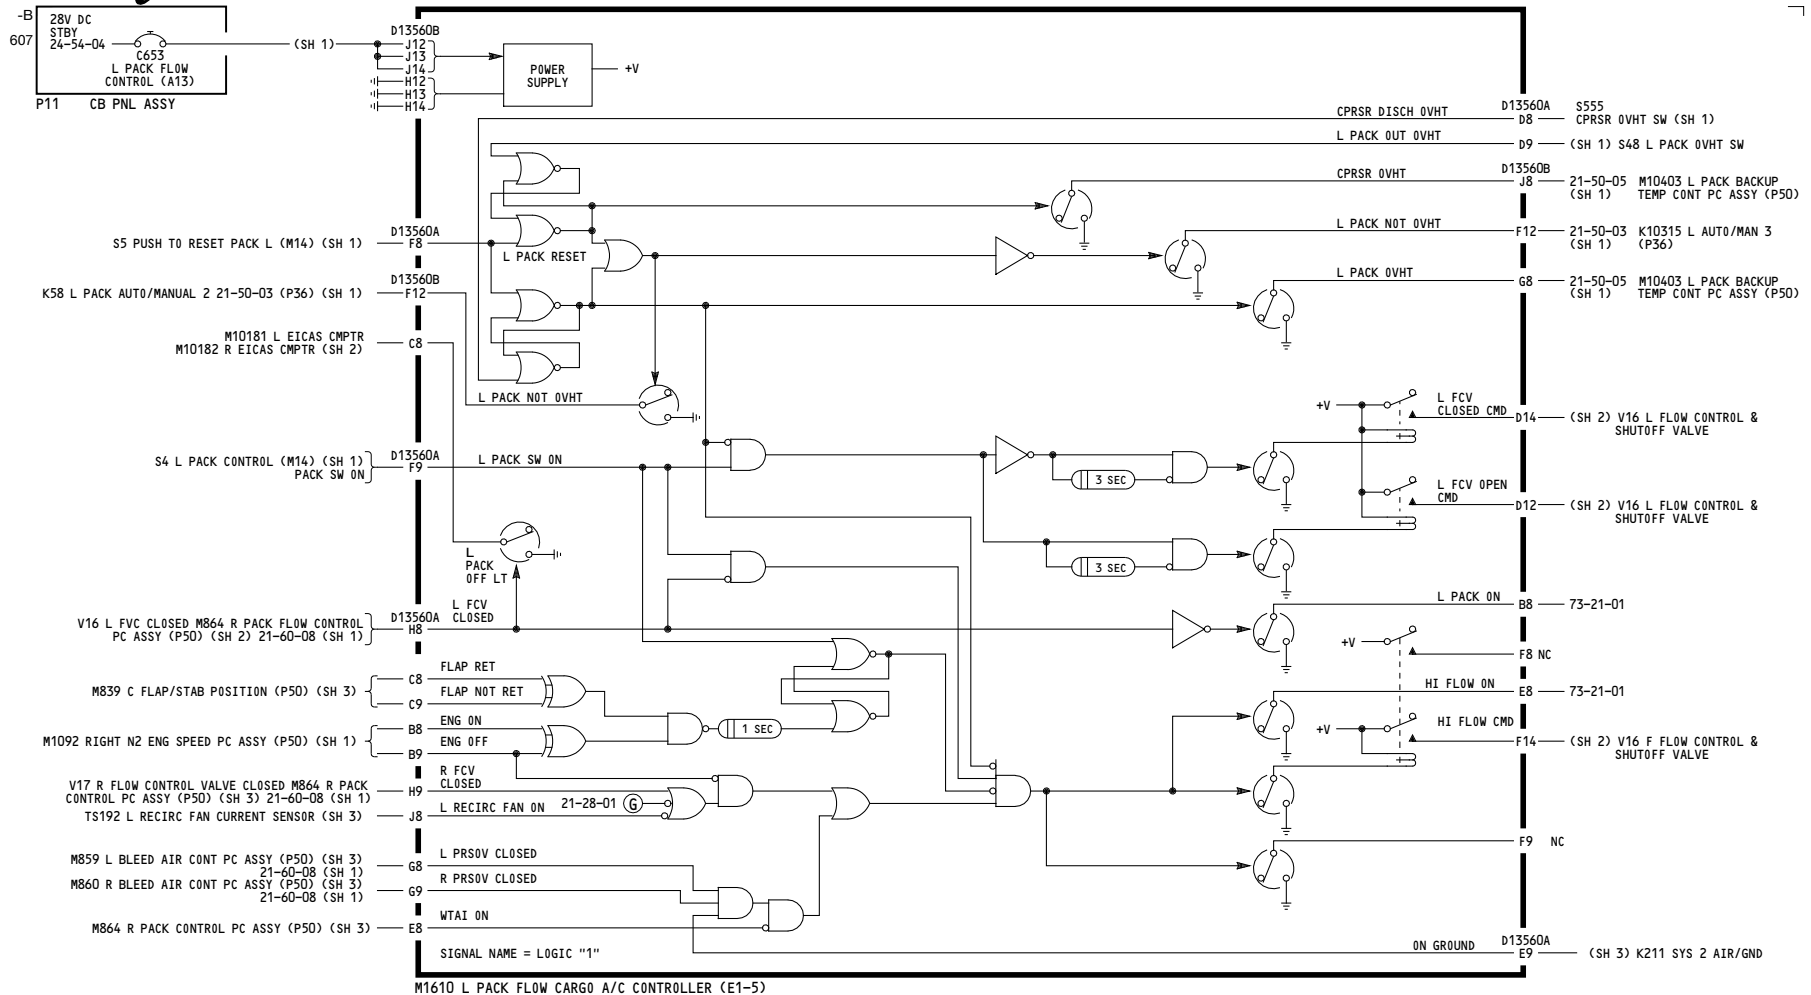 -B
607
28V DC
STBY
24-54-04
C653
L PACK FLOW
CONTROL (A13)
P11 CB PNL ASSY
(SH 1)
D13560B
J12
J13
J14
H12
H13
H14
POWER
SUPPLY
+V
CPRSR DISCH OVHT
D13560A
D8
S555
CPRSR OVHT SW (SH 1)
L PACK OUT OVHT
D9
(SH 1) S48 L PACK OVHT SW
CPRSR OVHT
D13560B
J8
21-50-05 M10403 L PACK BACKUP
(SH 1) TEMP CONT PC ASSY (P50)
L PACK NOT OVHT
F12
21-50-03 K10315 L AUTO/MAN 3
(SH 1) (P36)
L PACK OVHT
G8
21-50-05 M10403 L PACK BACKUP
(SH 1) TEMP CONT PC ASSY (P50)
S5 PUSH TO RESET PACK L (M14) (SH 1)
D13560A
F8
L PACK RESET
K58 L PACK AUTO/MANUAL 2 21-50-03 (P36) (SH 1)
D13560B
F12
M10181 L EICAS CMPTR
M10182 R EICAS CMPTR (SH 2)
C8
L PACK NOT OVHT
S4 L PACK CONTROL (M14) (SH 1)
PACK SW ON
D13560A
F9
L PACK SW ON
3 SEC
3 SEC
+V
L FCV
CLOSED CMD
D14
(SH 2) V16 L FLOW CONTROL &
SHUTOFF VALVE
L FCV OPEN
CMD
D12
(SH 2) V16 L FLOW CONTROL &
SHUTOFF VALVE
L
PACK
OFF LT
V16 L FVC CLOSED M864 R PACK FLOW CONTROL
PC ASSY (P50) (SH 2) 21-60-08 (SH 1)
D13560A
H8
L FCV
CLOSED
L PACK ON
B8
73-21-01
+V
F8 NC
M839 C FLAP/STAB POSITION (P50) (SH 3)
C8
C9
FLAP RET
FLAP NOT RET
HI FLOW ON
E8
73-21-01
M1092 RIGHT N2 ENG SPEED PC ASSY (P50) (SH 1)
B8
B9
ENG ON
ENG OFF
1 SEC
+V
HI FLOW CMD
F14
(SH 2) V16 F FLOW CONTROL &
SHUTOFF VALVE
V17 R FLOW CONTROL VALVE CLOSED M864 R PACK
CONTROL PC ASSY (P50) (SH 3) 21-60-08 (SH 1)
H9
R FCV
CLOSED
21-28-01 G
TS192 L RECIRC FAN CURRENT SENSOR (SH 3)
J8
L RECIRC FAN ON
F9 NC
M859 L BLEED AIR CONT PC ASSY (P50) (SH 3)
21-60-08 (SH 1)
G8
L PRSOV CLOSED
M860 R BLEED AIR CONT PC ASSY (P50) (SH 3)
21-60-08 (SH 1)
G9
R PRSOV CLOSED
M864 R PACK CONTROL PC ASSY (P50) (SH 3)
E8
WTAI ON
SIGNAL NAME = LOGIC "1"
ON GROUND
D13560A
E9
(SH 3) K211 SYS 2 AIR/GND
M1610 L PACK FLOW CARGO A/C CONTROLLER (E1-5)